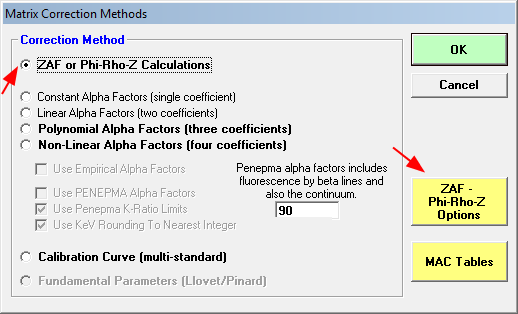 Matrix Correction Methods
Correction Method
ZAF or Phi-Rho-Z Calculations
Constant Alpha Factors (single coefficient)
Linear Alpha Factors (two coefficients)
Polynomial Alpha Factors (three coefficients)
Non-Linear Alpha Factors (four coefficients)
Use Empirical Alpha Factors
Use PENEPMA Alpha Factors
Use Penepma K-Ratio Limits
Use KeV Rounding To Nearest Integer
Penepma alpha factors includes
fluorescence by beta lines and
also the continuum.
90
Calibration Curve (multi-standard)
Fundamental Parameters (Llovet/Pinard)
OK
Cancel
ZAF -
Phi-Rho-Z
Options
MAC Tables